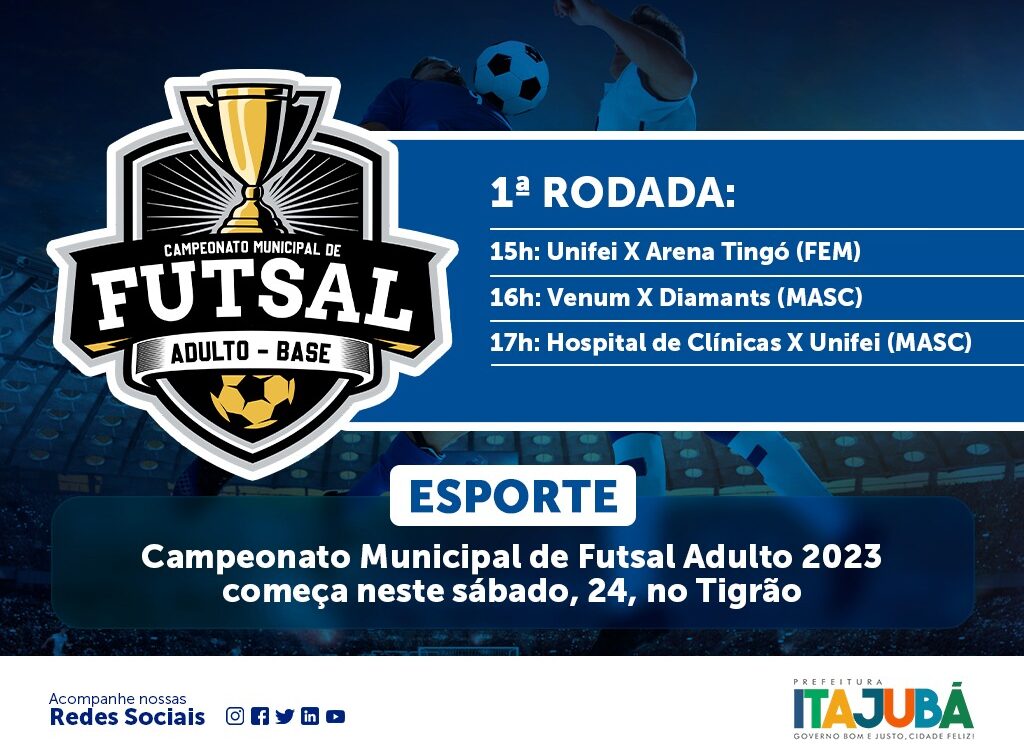 CAMPEONATO MUNICIPAL DE
FUTSAL
ADULTO - BASE
1ª RODADA:
15h: Unifei X Arena Tingó (FEM)
16h: Venum X Diamants (MASC)
17h: Hospital de Clínicas X Unifei (MASC)
ESPORTE
Campeonato Municipal de Futsal Adulto 2023
começa neste sábado, 24, no Tigrão
Acompanhe nossas
Redes Sociais
PREFEITURA
ITAJUBÁ
GOVERNO BOM E JUSTO, CIDADE FELIZ!